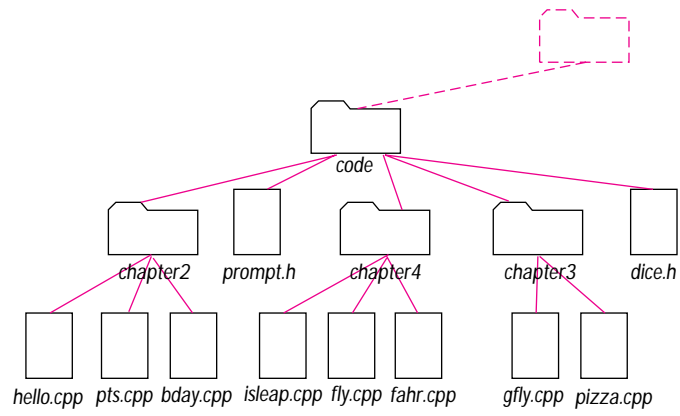 code
chapter2 prompt.h chapter4 chapter3 dice.h
hello.cpp pts.cpp bday.cpp isleap.cpp fly.cpp fahr.cpp gfly.cpp pizza.cpp